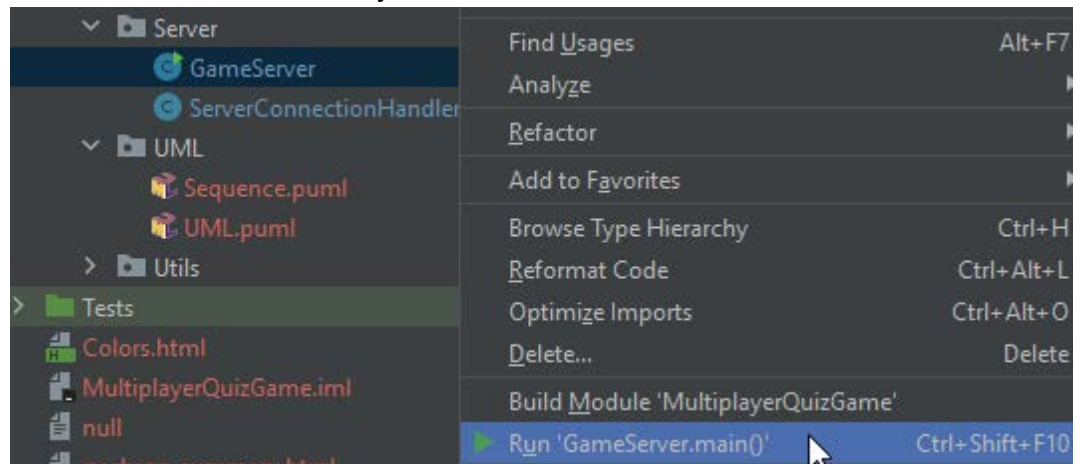 Server
GameServer
ServerConnectionHandler
UML
Sequence.puml
UML.puml
Utils
Tests
Colors.html
MultiplayerQuizGame.iml
null
Find Usages Alt+F7
Analyze
Refactor
Add to Favorites
Browse Type Hierarchy Ctrl+H
Reformat Code Ctrl+Alt+L
Optimize Imports Ctrl+Alt+O
Delete... Delete
Build Module 'MultiplayerQuizGame'
Run 'GameServer.main()' Ctrl+Shift+F10